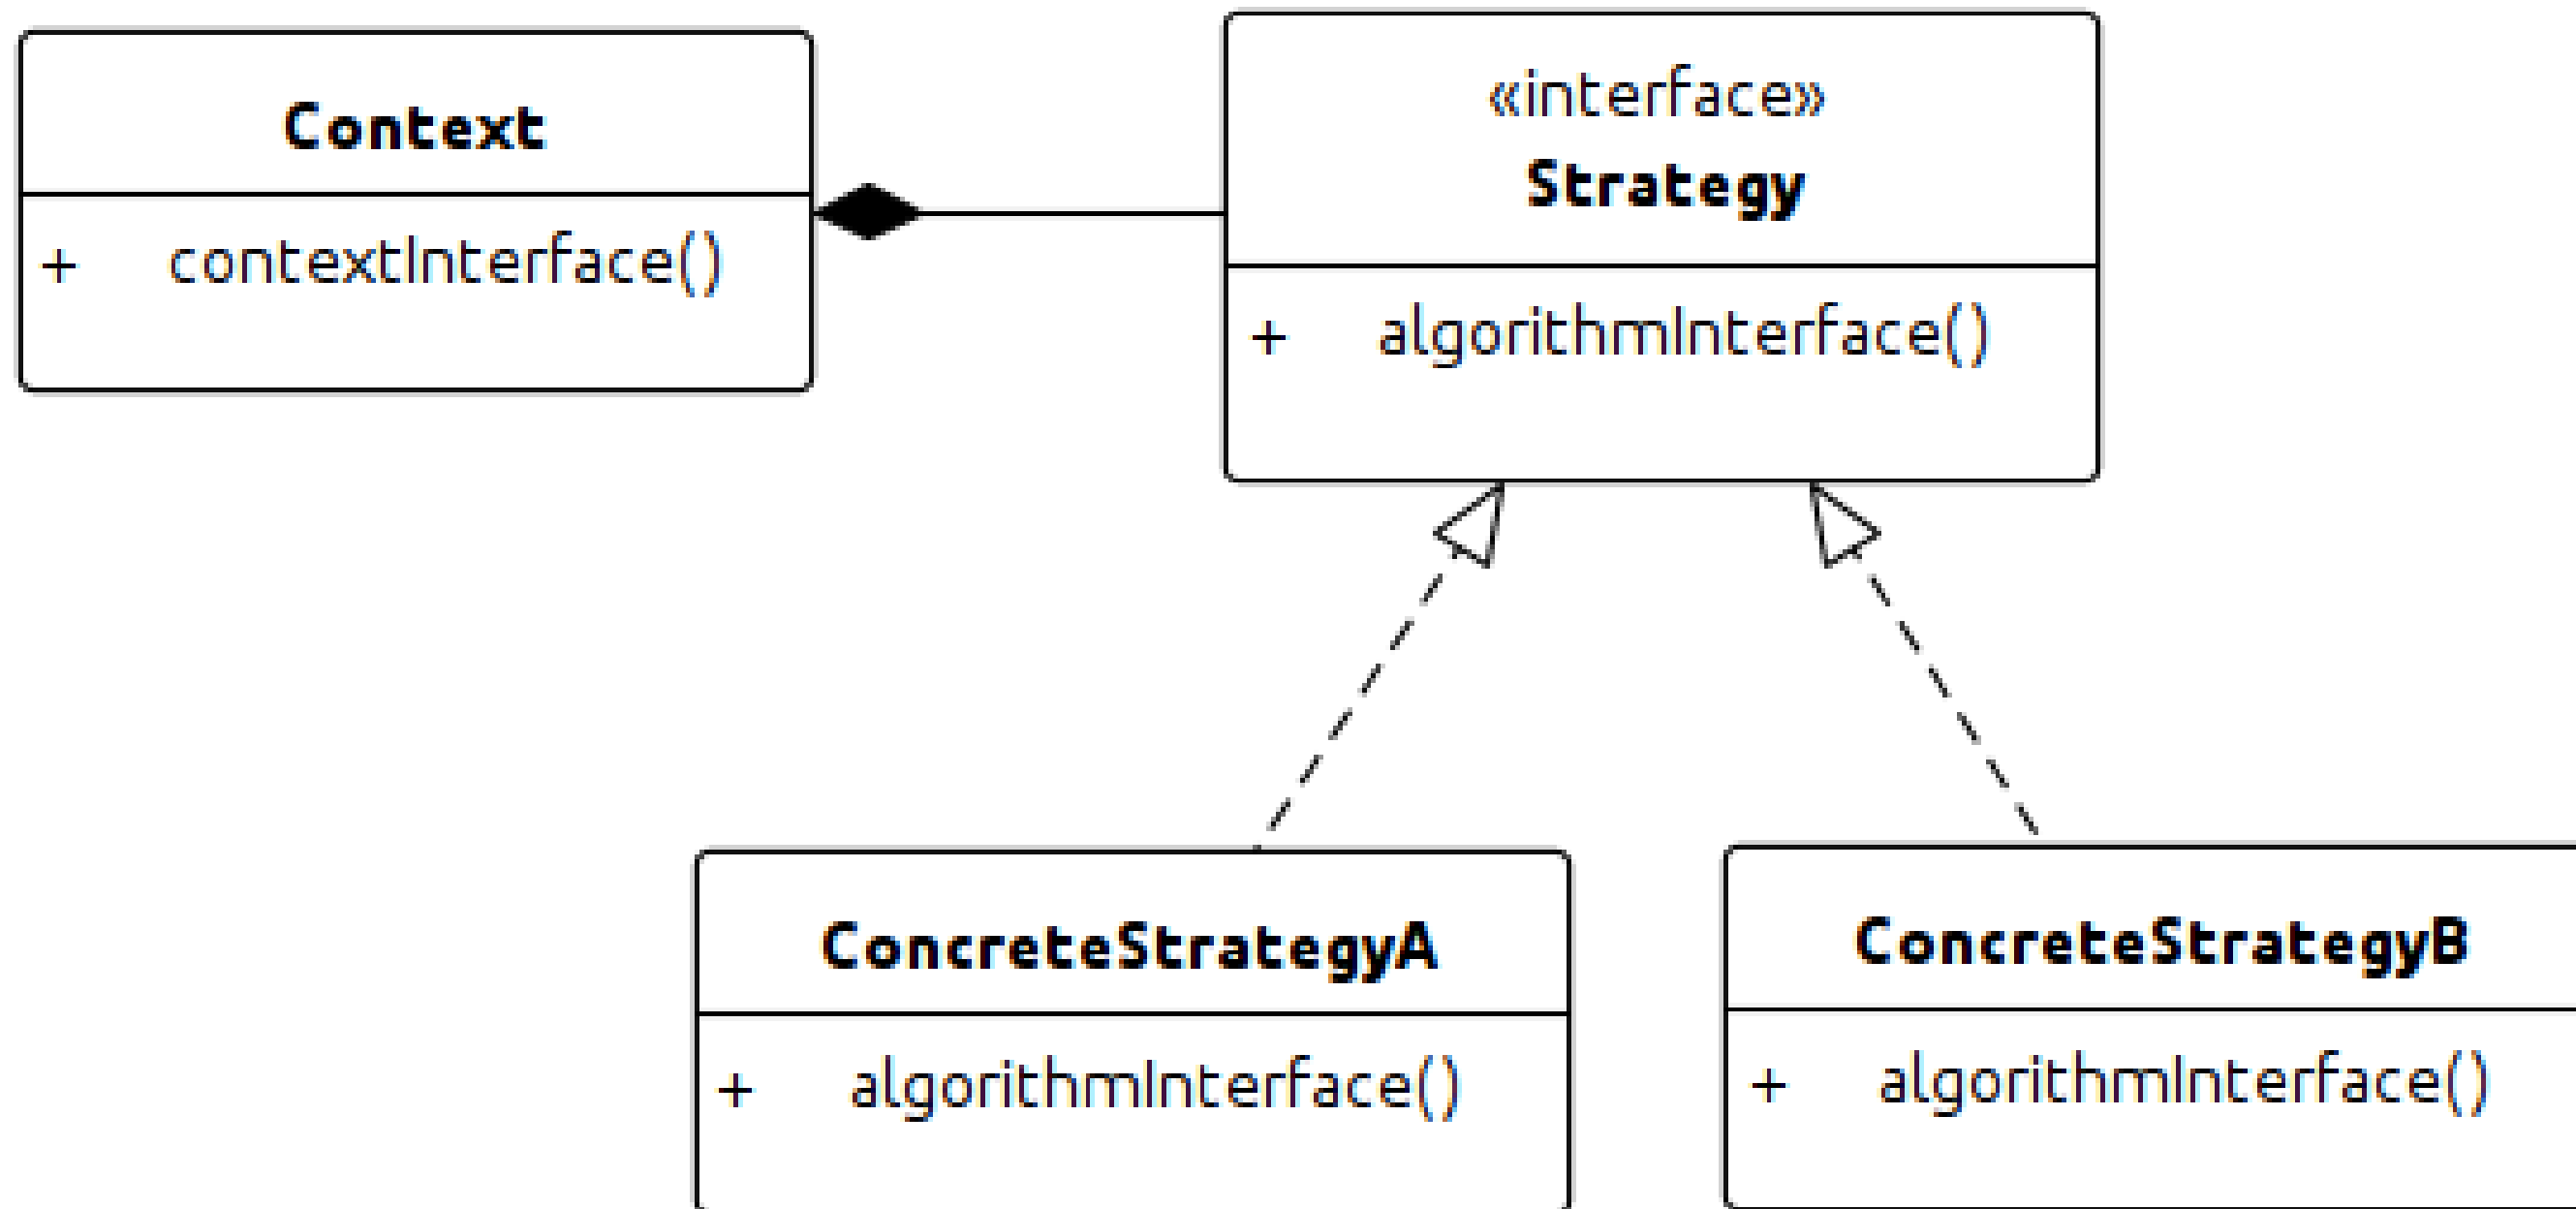 Context
+ contextInterface()
«interface»
Strategy
+ algorithmInterface()
ConcreteStrategyA
+ algorithmInterface()
ConcreteStrategyB
+ algorithmInterface()